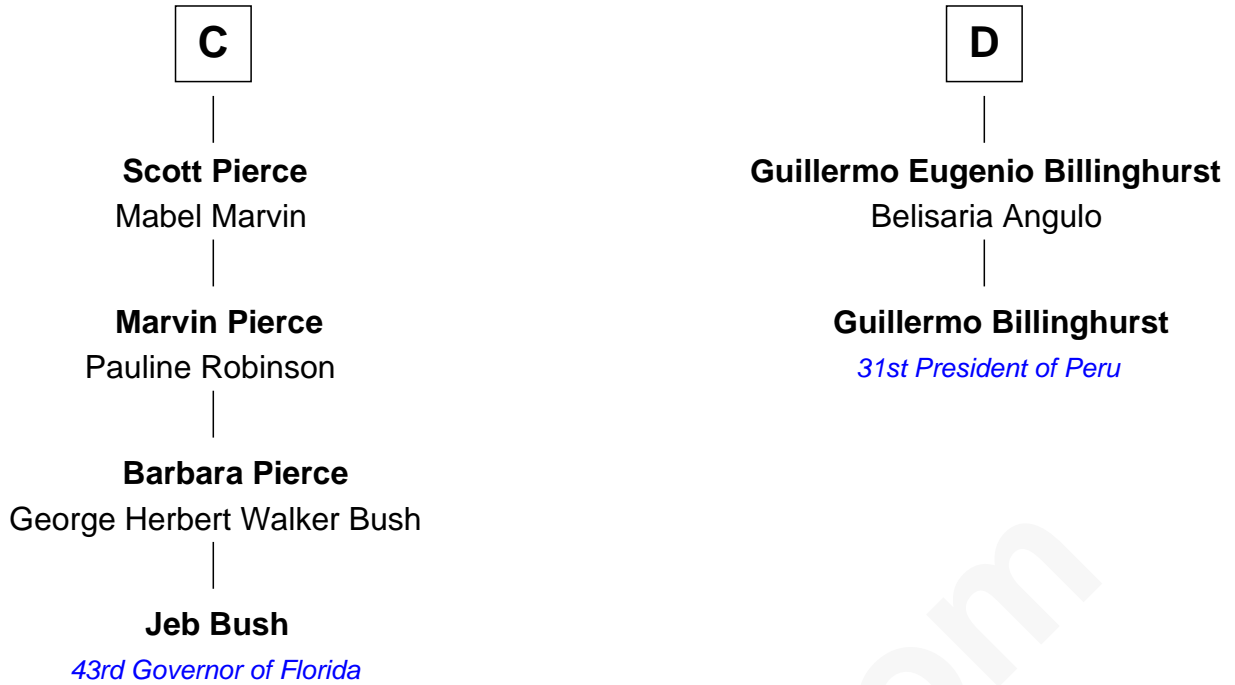 C
Scott Pierce
Mabel Marvin
Marvin Pierce
Pauline Robinson
Barbara Pierce
George Herbert Walker Bush
Jeb Bush
43rd Governor of Florida
D
Guillermo Eugenio Billinghurst
Belisaria Angulo
Guillermo Billinghurst
31st President of Peru
om